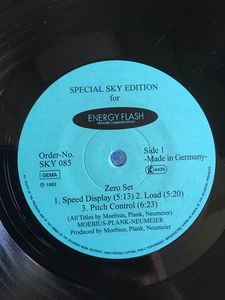 SPECIAL SKY EDITION
for
ENERGY FLASH
Order-No.
SKY 085
Side 1
-Made in Germany-
GEMA
Zero Set
1. Speed Display (5:13) 2. Load (5:20)
3. Pitch Control (6:23)
(All Titles by Moebius, Plank, Neumeier)
MOEBIUS-PLANK-NEUMEIER
Produced by Moebius, Plank, Neumeier